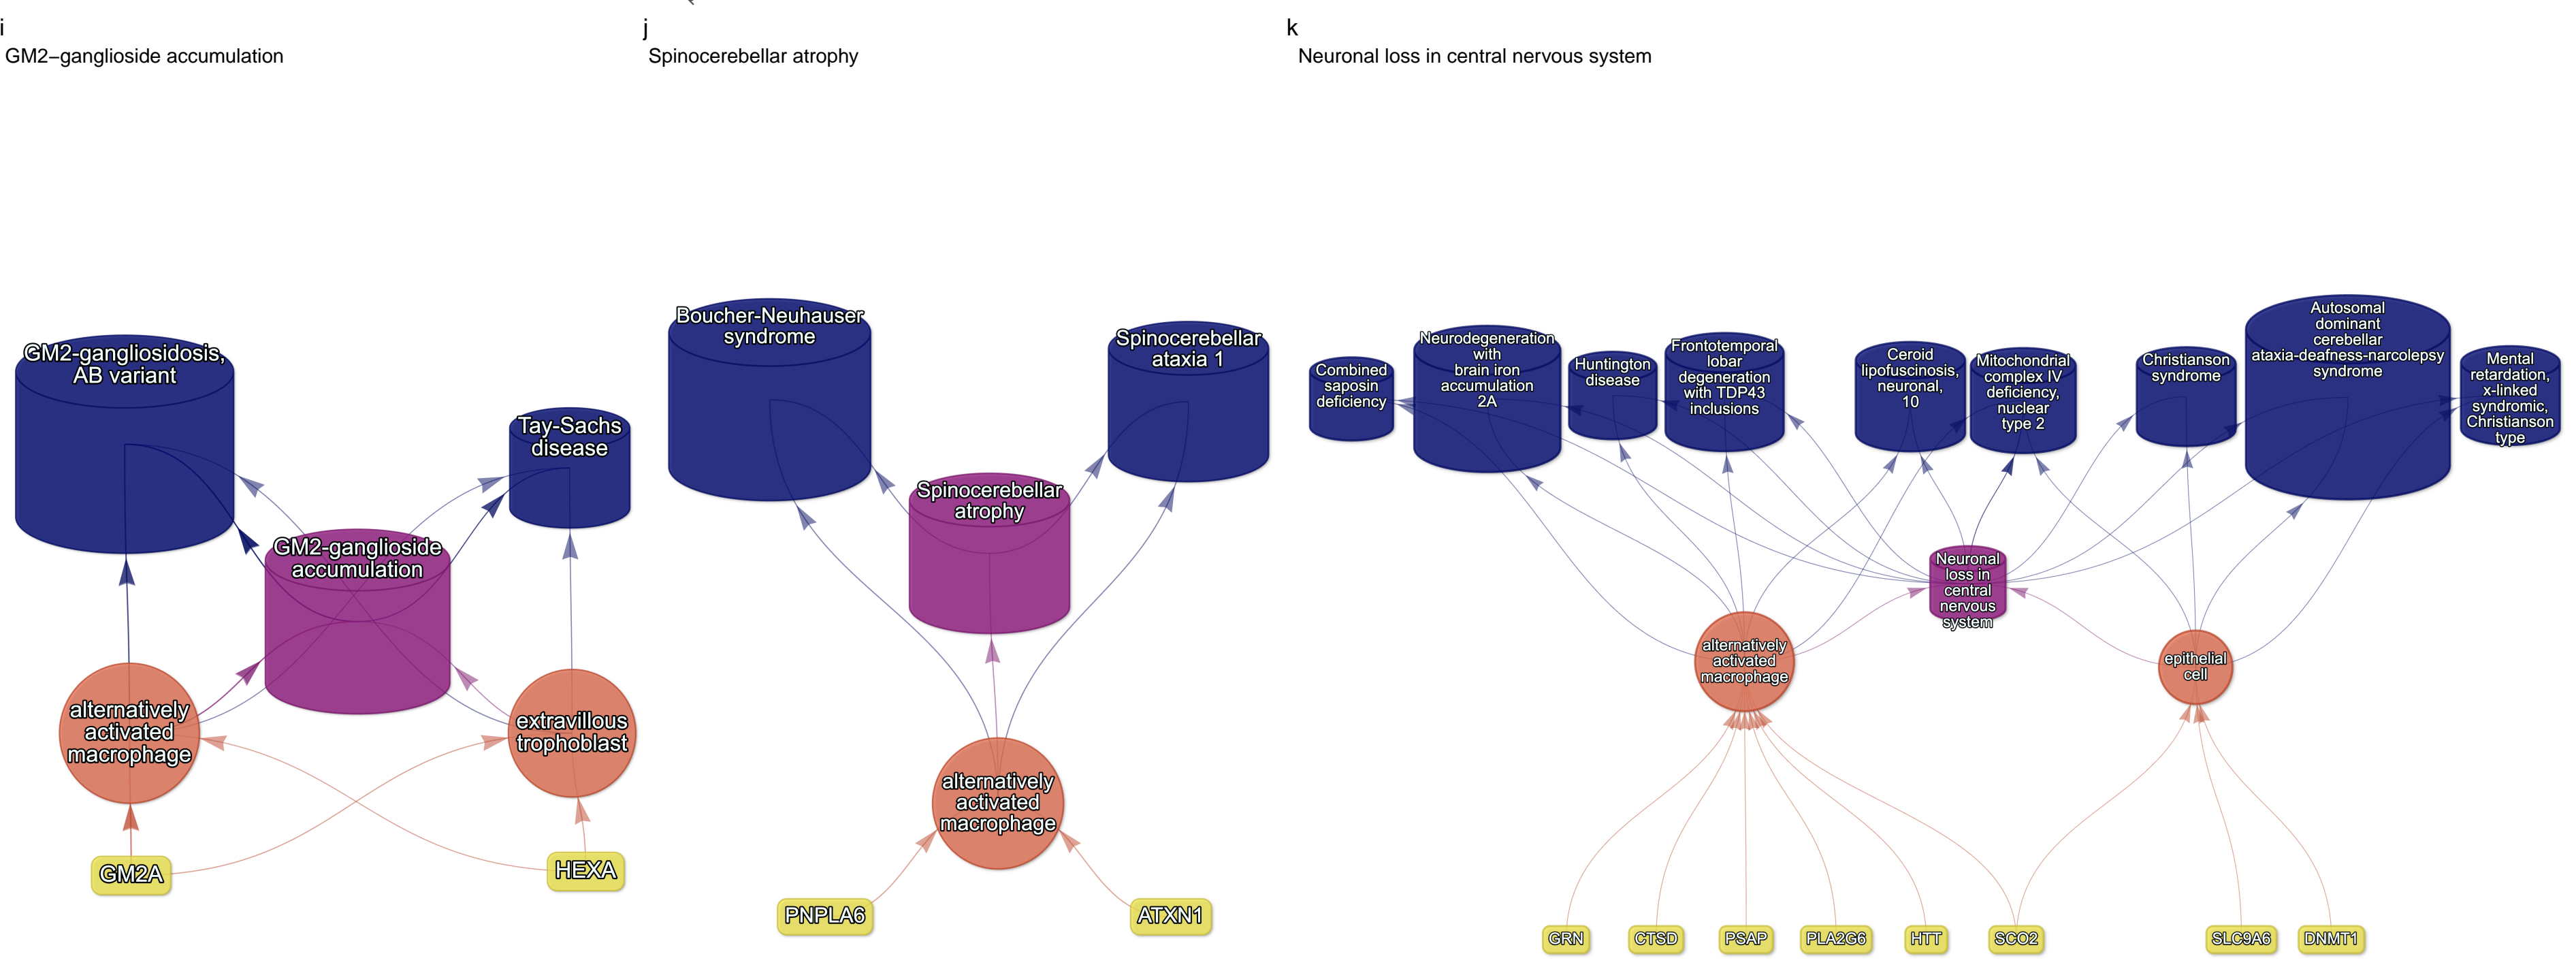 i
GM2−ganglioside accumulation
GM2-gangliosidosis,
AB variant
Tay-Sachs
disease
GM2-ganglioside
accumulation
alternatively
activated
macrophage
extravillous
trophoblast
GM2A
HEXA
j
Spinocerebellar atrophy
Boucher-Neuhauser
syndrome
Spinocerebellar
ataxia 1
Spinocerebellar
atrophy
alternatively
activated
macrophage
PNPLA6
ATXN1
k
Neuronal loss in central nervous system
Combined
saposin
deficiency
Neurodegeneration
with
brain iron
accumulation
2A
Huntington
disease
Frontotemporal
lobar
degeneration
with TDP43
inclusions
Ceroid
lipofuscinosis,
neuronal,
10
Mitochondrial
complex IV
deficiency,
nuclear
type 2
Christianson
syndrome
Autosomal
dominant
cerebellar
ataxia-deafness-narcolepsy
syndrome
Mental
retardation,
x-linked
syndromic,
Christianson
type
Neuronal
loss in
central
nervous
system
alternatively
activated
macrophage
epithelial
cell
GRN
CTSD
PSAP
PLA2G6
HTT
SCO2
SLC9A6
DNMT1